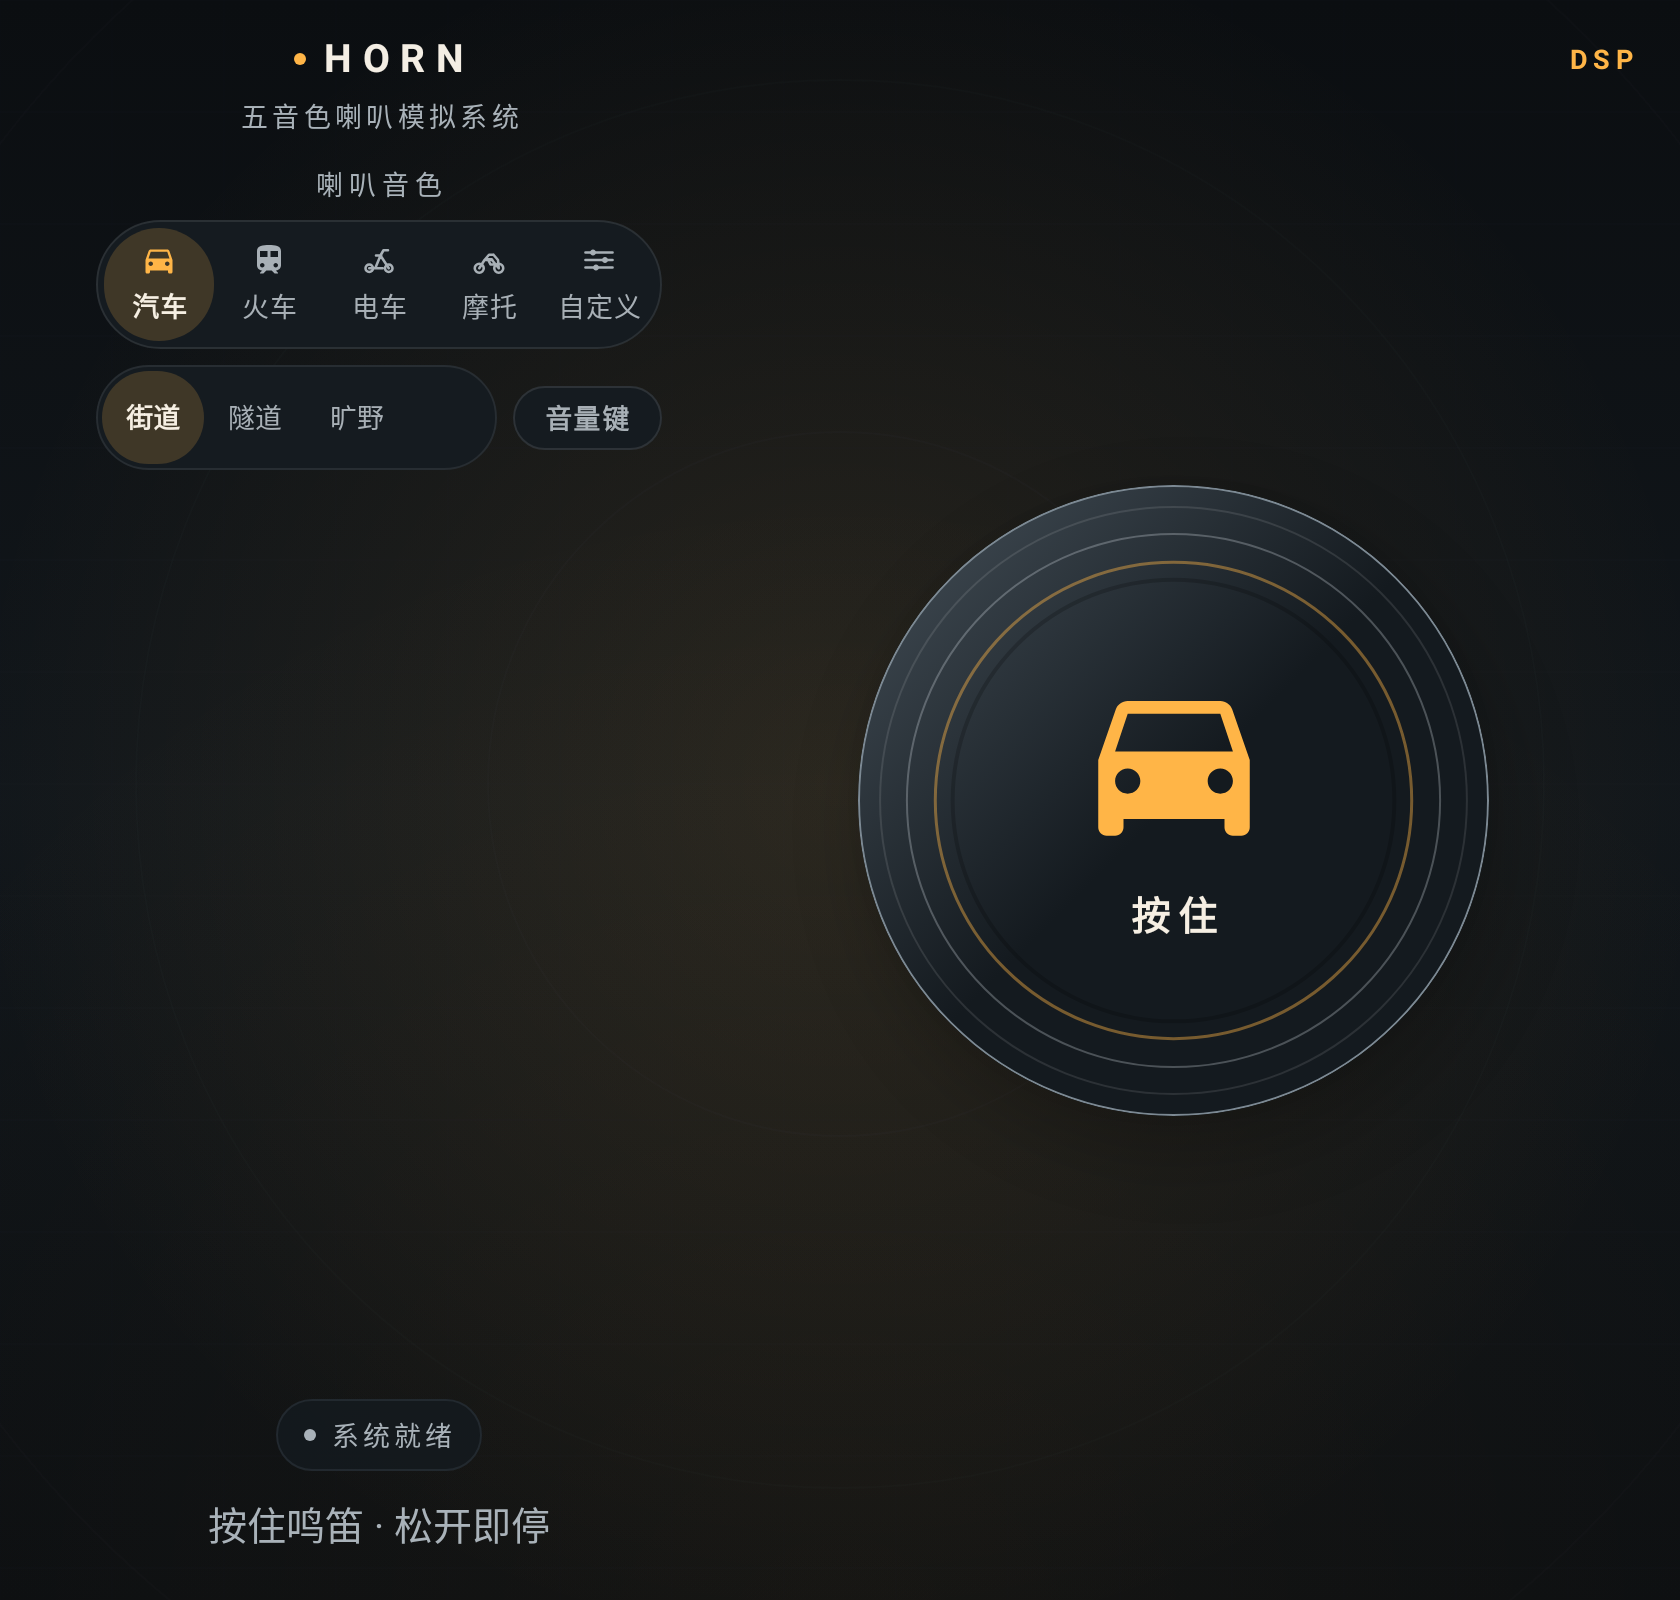 HORN
DSP
五音色喇叭模拟系统
喇叭音色
汽车 火车 电车 摩托 自定义
街道 隧道 旷野 音量键
按住
系统就绪
按住鸣笛 · 松开即停